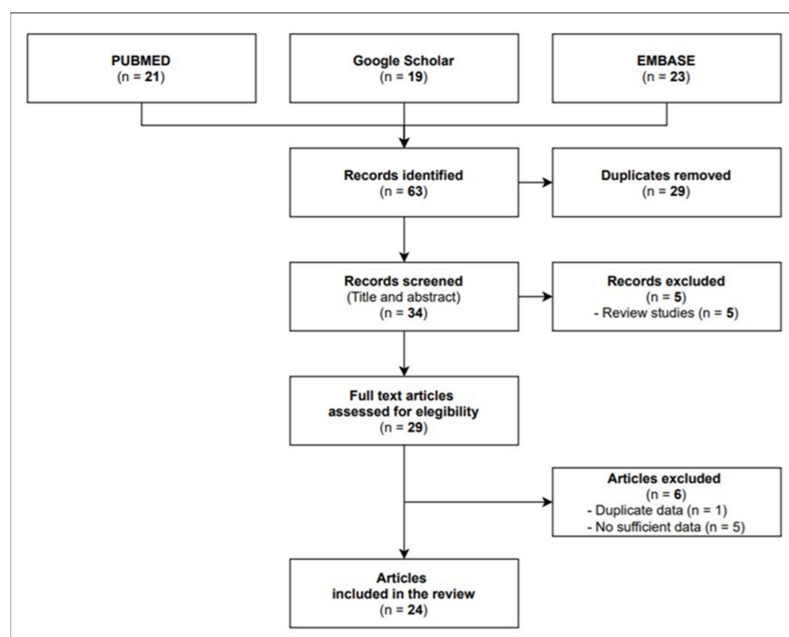 PUBMED
(n = 21)
Google Scholar
(n = 19)
EMBASE
(n = 23)
Records identified
(n = 63)
Duplicates removed
(n = 29)
Records screened
(Title and abstract)
(n = 34)
Records excluded
(n = 5)
- Review studies (n = 5)
Full text articles
assessed for elegibility
(n = 29)
Articles excluded
(n = 6)
- Duplicate data (n = 1)
- No sufficient data (n = 5)
Articles
included in the review
(n = 24)